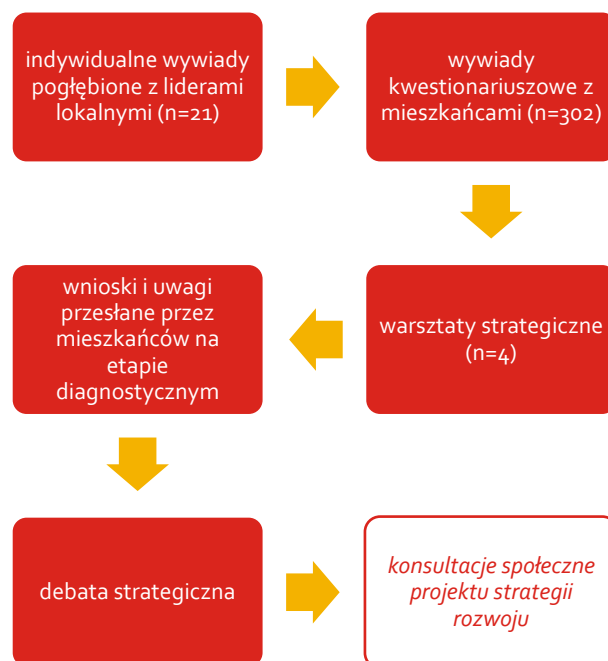 indywidualne wywiady
pogłębione z liderami
lokalnymi (n=21)
wywiady
kwestionariuszowe z
mieszkańcami (n=302)
warsztaty strategiczne
(n=4)
wnioski i uwagi
przesłane przez
mieszkańców na
etapie
diagnostycznym
debata strategiczna
konsultacje społeczne
projektu strategii
rozwoju